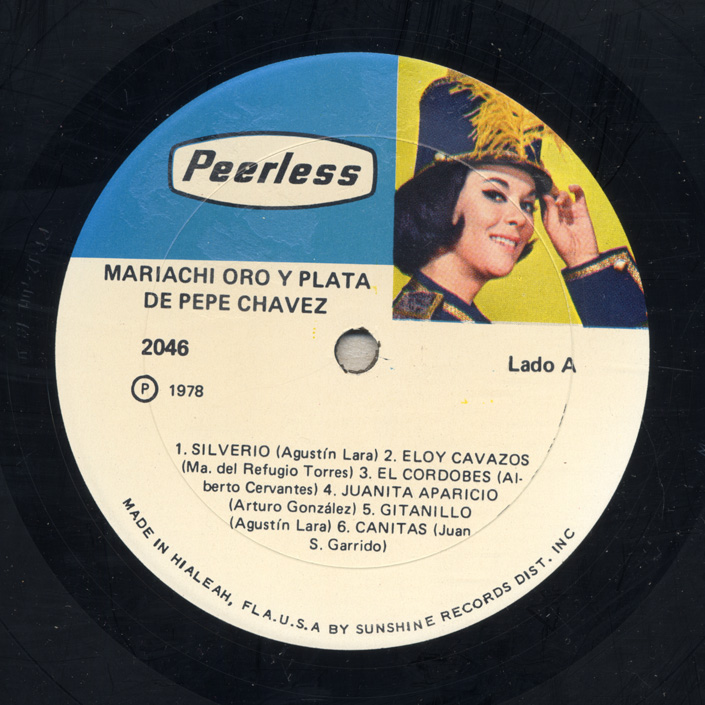 Peerless
MARIACHI ORO Y PLATA
DE PEPE CHAVEZ
2046
Lado A
P 1978
1. SILVERIO (Agustín Lara) 2. ELOY CAVAZOS
(Ma. del Refugio Torres) 3. EL CORDOBES (Al-
berto Cervantes) 4. JUANITA APARICIO
(Arturo González) 5. GITANILLO
(Agustín Lara) 6. CANITAS (Juan
S. Garrido)
MADE IN HIALEAH, FLA.U.S.A BY SUNSHINE RECORDS DIST. INC